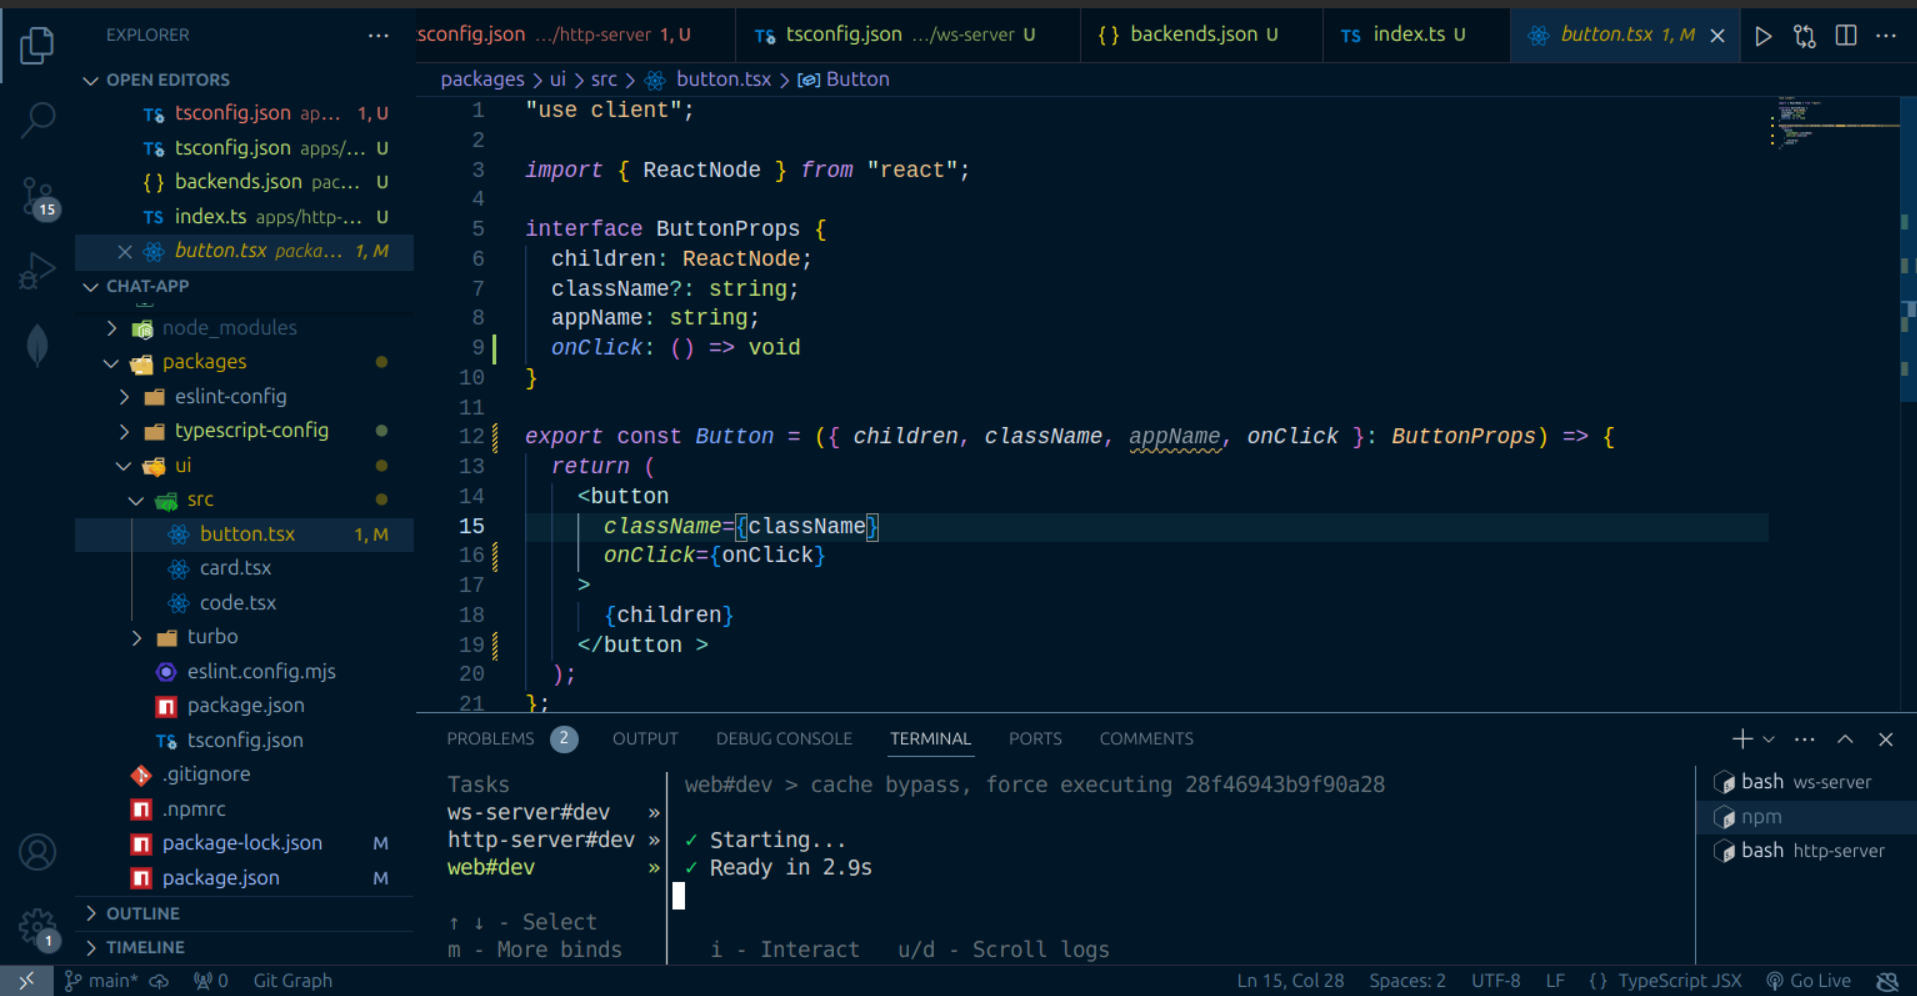 EXPLORER
OPEN EDITORS
tsconfig.json ap... 1, U
tsconfig.json apps/... U
{ } backends.json pac... U
TS index.ts apps/http-... U
button.tsx packa... 1, M
CHAT-APP
node_modules
packages
eslint-config
typescript-config
ui
src
button.tsx 1, M
card.tsx
code.tsx
turbo
eslint.config.mjs
package.json
tsconfig.json
.gitignore
.npmrc
package-lock.json M
package.json M
OUTLINE
TIMELINE
15
1
sconfig.json .../http-server 1, U
tsconfig.json .../ws-server U
{ } backends.json U
TS index.ts U
button.tsx 1, M
packages > ui > src > button.tsx > Button
1 "use client";
2
3 import { ReactNode } from "react";
4
5 interface ButtonProps {
6 children: ReactNode;
7 className?: string;
8 appName: string;
9 onClick: () => void
10 }
11
12 export const Button = ({ children, className, appName, onClick }: ButtonProps) => {
13 return (
14 <button
15 className={className}
16 onClick={onClick}
17 >
18 {children}
19 </button >
20 );
21 };
PROBLEMS 2 OUTPUT DEBUG CONSOLE TERMINAL PORTS COMMENTS
Tasks
ws-server#dev »
http-server#dev »
web#dev »
↑ ↓ - Select
m - More binds
web#dev > cache bypass, force executing 28f46943b9f90a28
✓ Starting...
✓ Ready in 2.9s
i - Interact u/d - Scroll logs
bash ws-server
npm
bash http-server
main* 0 Git Graph
Ln 15, Col 28 Spaces: 2 UTF-8 LF { } TypeScript JSX Go Live